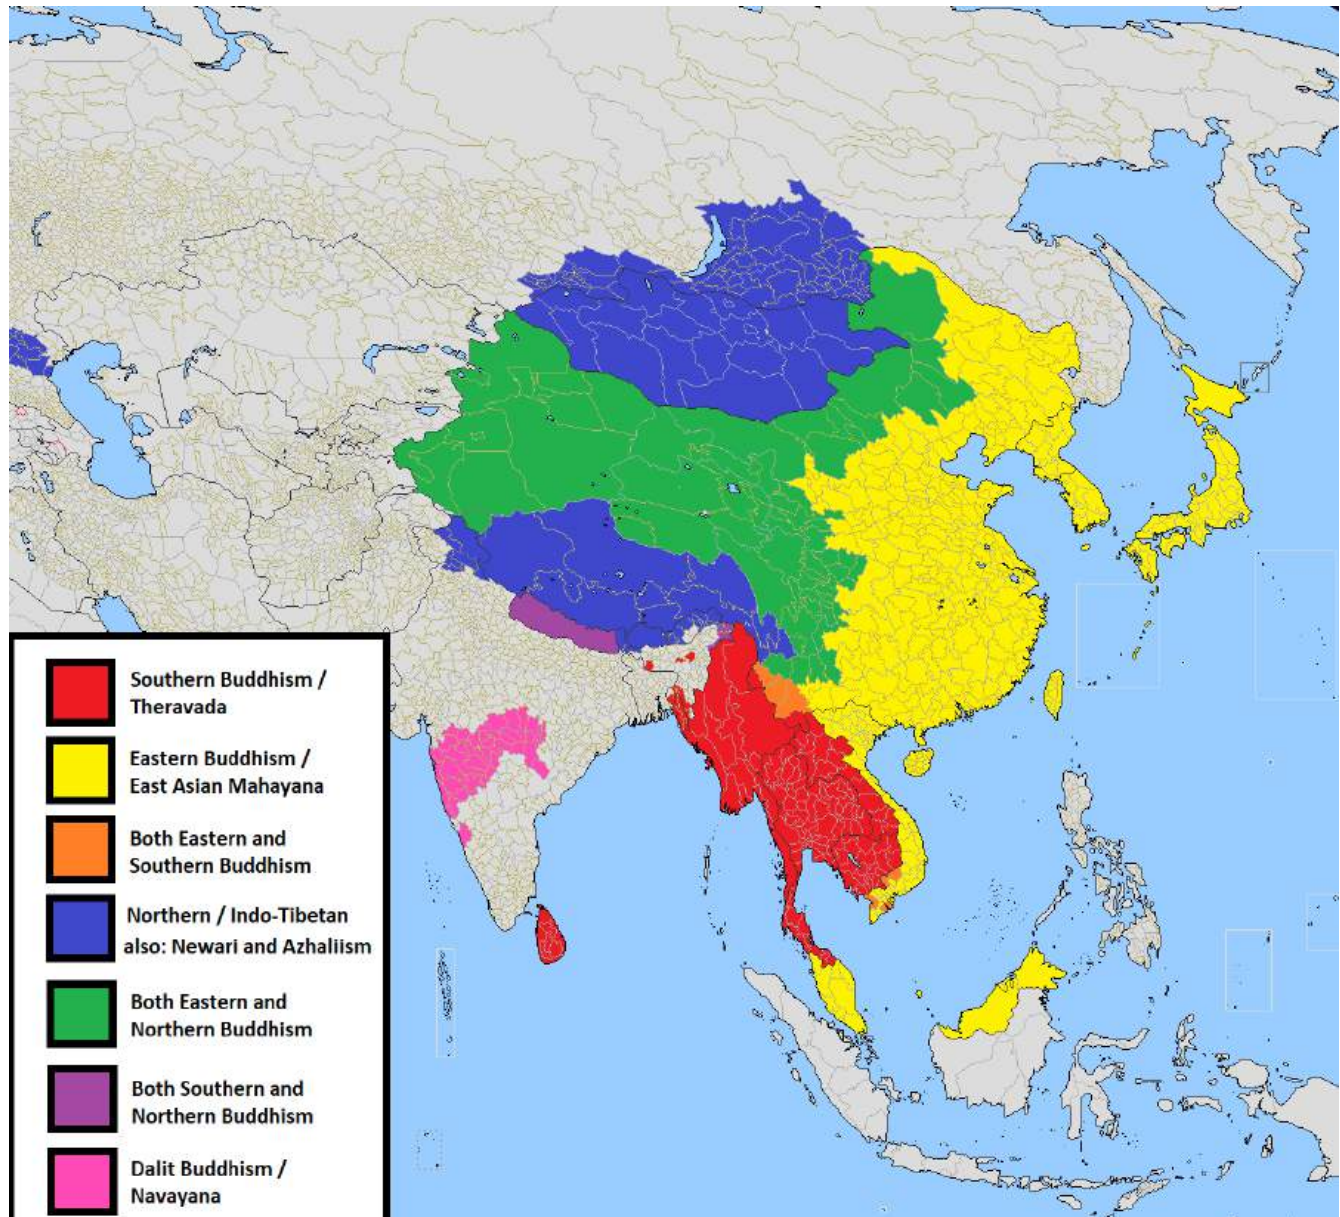 Southern Buddhism /
Theravada
Eastern Buddhism /
East Asian Mahayana
Both Eastern and
Southern Buddhism
Northern / Indo-Tibetan
also: Newari and Azhaliism
Both Eastern and
Northern Buddhism
Both Southern and
Northern Buddhism
Dalit Buddhism /
Navayana